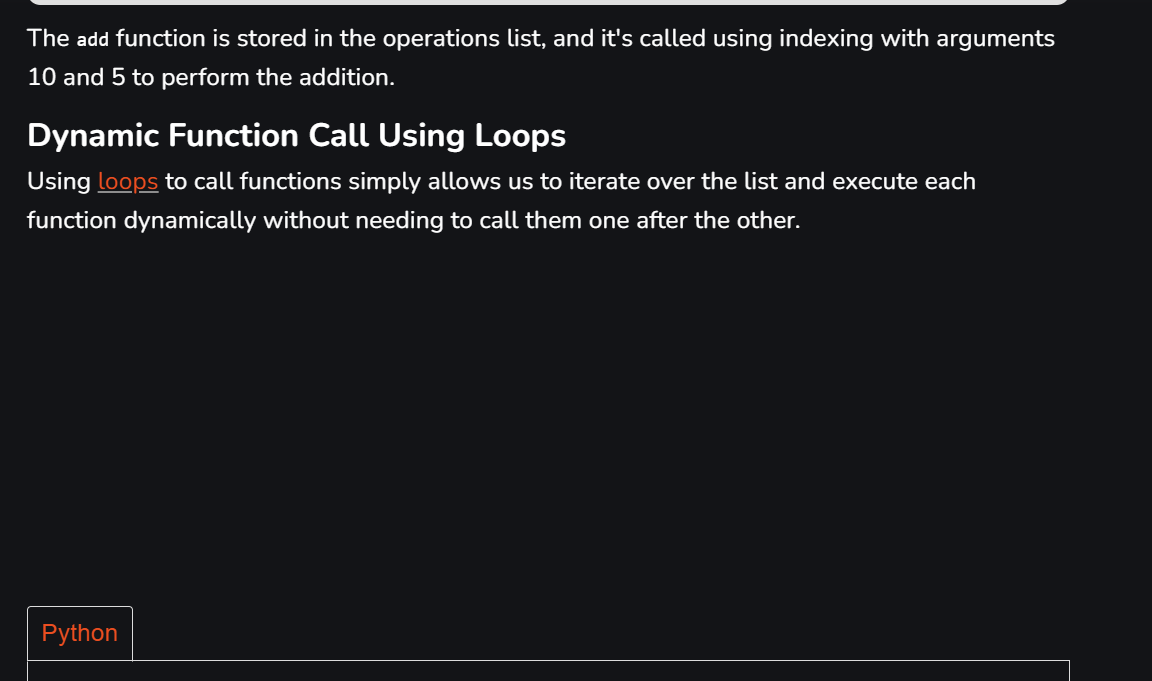 The add function is stored in the operations list, and it's called using indexing with arguments
10 and 5 to perform the addition.
Dynamic Function Call Using Loops
Using loops to call functions simply allows us to iterate over the list and execute each
function dynamically without needing to call them one after the other.
Python